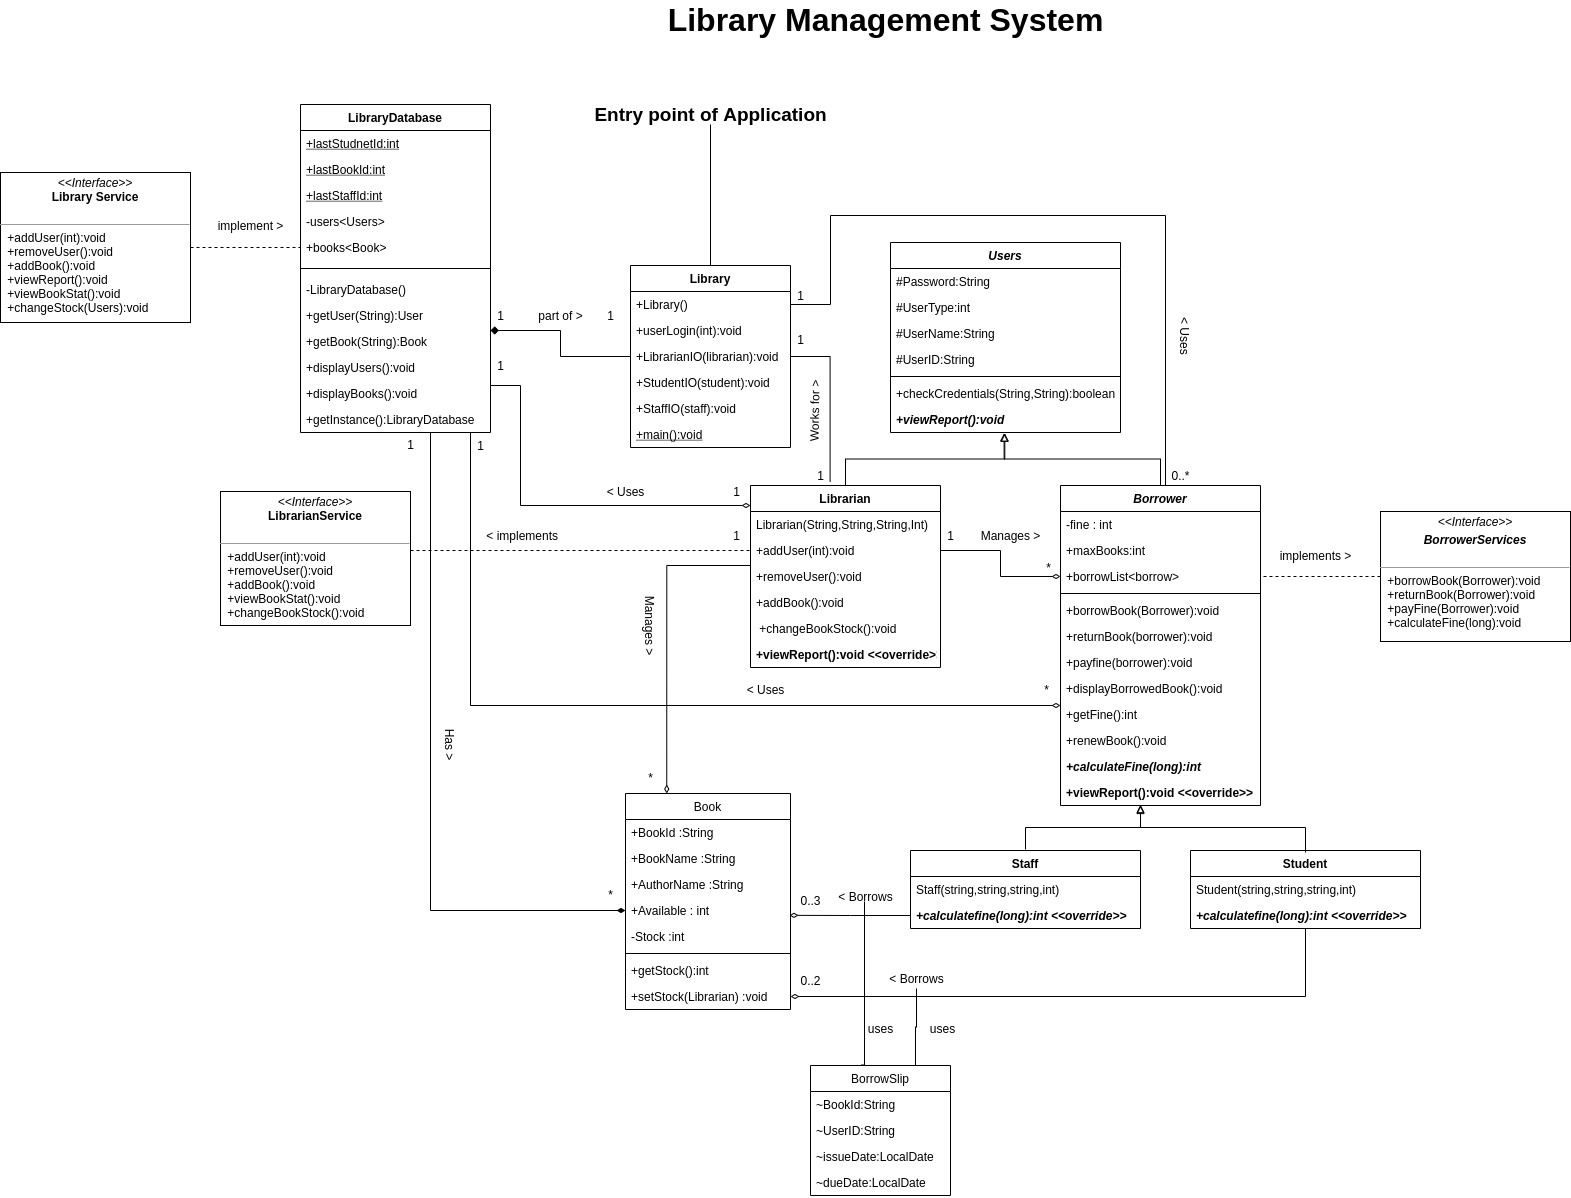 Library Management System
Entry point of Application
LibraryDatabase
+lastStudnetId:int
+lastBookId:int
+lastStaffId:int
-users<Users>
+books<Book>
-LibraryDatabase()
+getUser(String):User
+getBook(String):Book
+displayUsers():void
+displayBooks():void
+getInstance():LibraryDatabase
<<Interface>>
Library Service
+addUser(int):void
+removeUser():void
+addBook():void
+viewReport():void
+viewBookStat():void
+changeStock(Users):void
implement >
1
part of >
1
1
Library
+Library()
+userLogin(int):void
+LibrarianIO(librarian):void
+StudentIO(student):void
+StaffIO(staff):void
+main():void
1
1
Works for >
1
Users
#Password:String
#UserType:int
#UserName:String
#UserID:String
+checkCredentials(String,String):boolean
+viewReport():void
< Uses
0..*
1
1
<<Interface>>
LibrarianService
+addUser(int):void
+removeUser():void
+addBook():void
+viewBookStat():void
+changeBookStock():void
< Uses
1
< implements
1
Librarian
Librarian(String,String,String,Int)
+addUser(int):void
+removeUser():void
+addBook():void
+changeBookStock():void
+viewReport():void <<override>
1
Manages >
*
Borrower
-fine : int
+maxBooks:int
+borrowList<borrow>
+borrowBook(Borrower):void
+returnBook(borrower):void
+payfine(borrower):void
+displayBorrowedBook():void
+getFine():int
+renewBook():void
+calculateFine(long):int
+viewReport():void <<override>>
implements >
<<Interface>>
BorrowerServices
+borrowBook(Borrower):void
+returnBook(Borrower):void
+payFine(Borrower):void
+calculateFine(long):void
Manages >
< Uses
*
Has >
*
*
Book
+BookId :String
+BookName :String
+AuthorName :String
+Available : int
-Stock :int
+getStock():int
+setStock(Librarian) :void
0..3
< Borrows
Staff
Staff(string,string,string,int)
+calculatefine(long):int <<override>>
Student
Student(string,string,string,int)
+calculatefine(long):int <<override>>
0..2
< Borrows
uses
uses
BorrowSlip
~BookId:String
~UserID:String
~issueDate:LocalDate
~dueDate:LocalDate